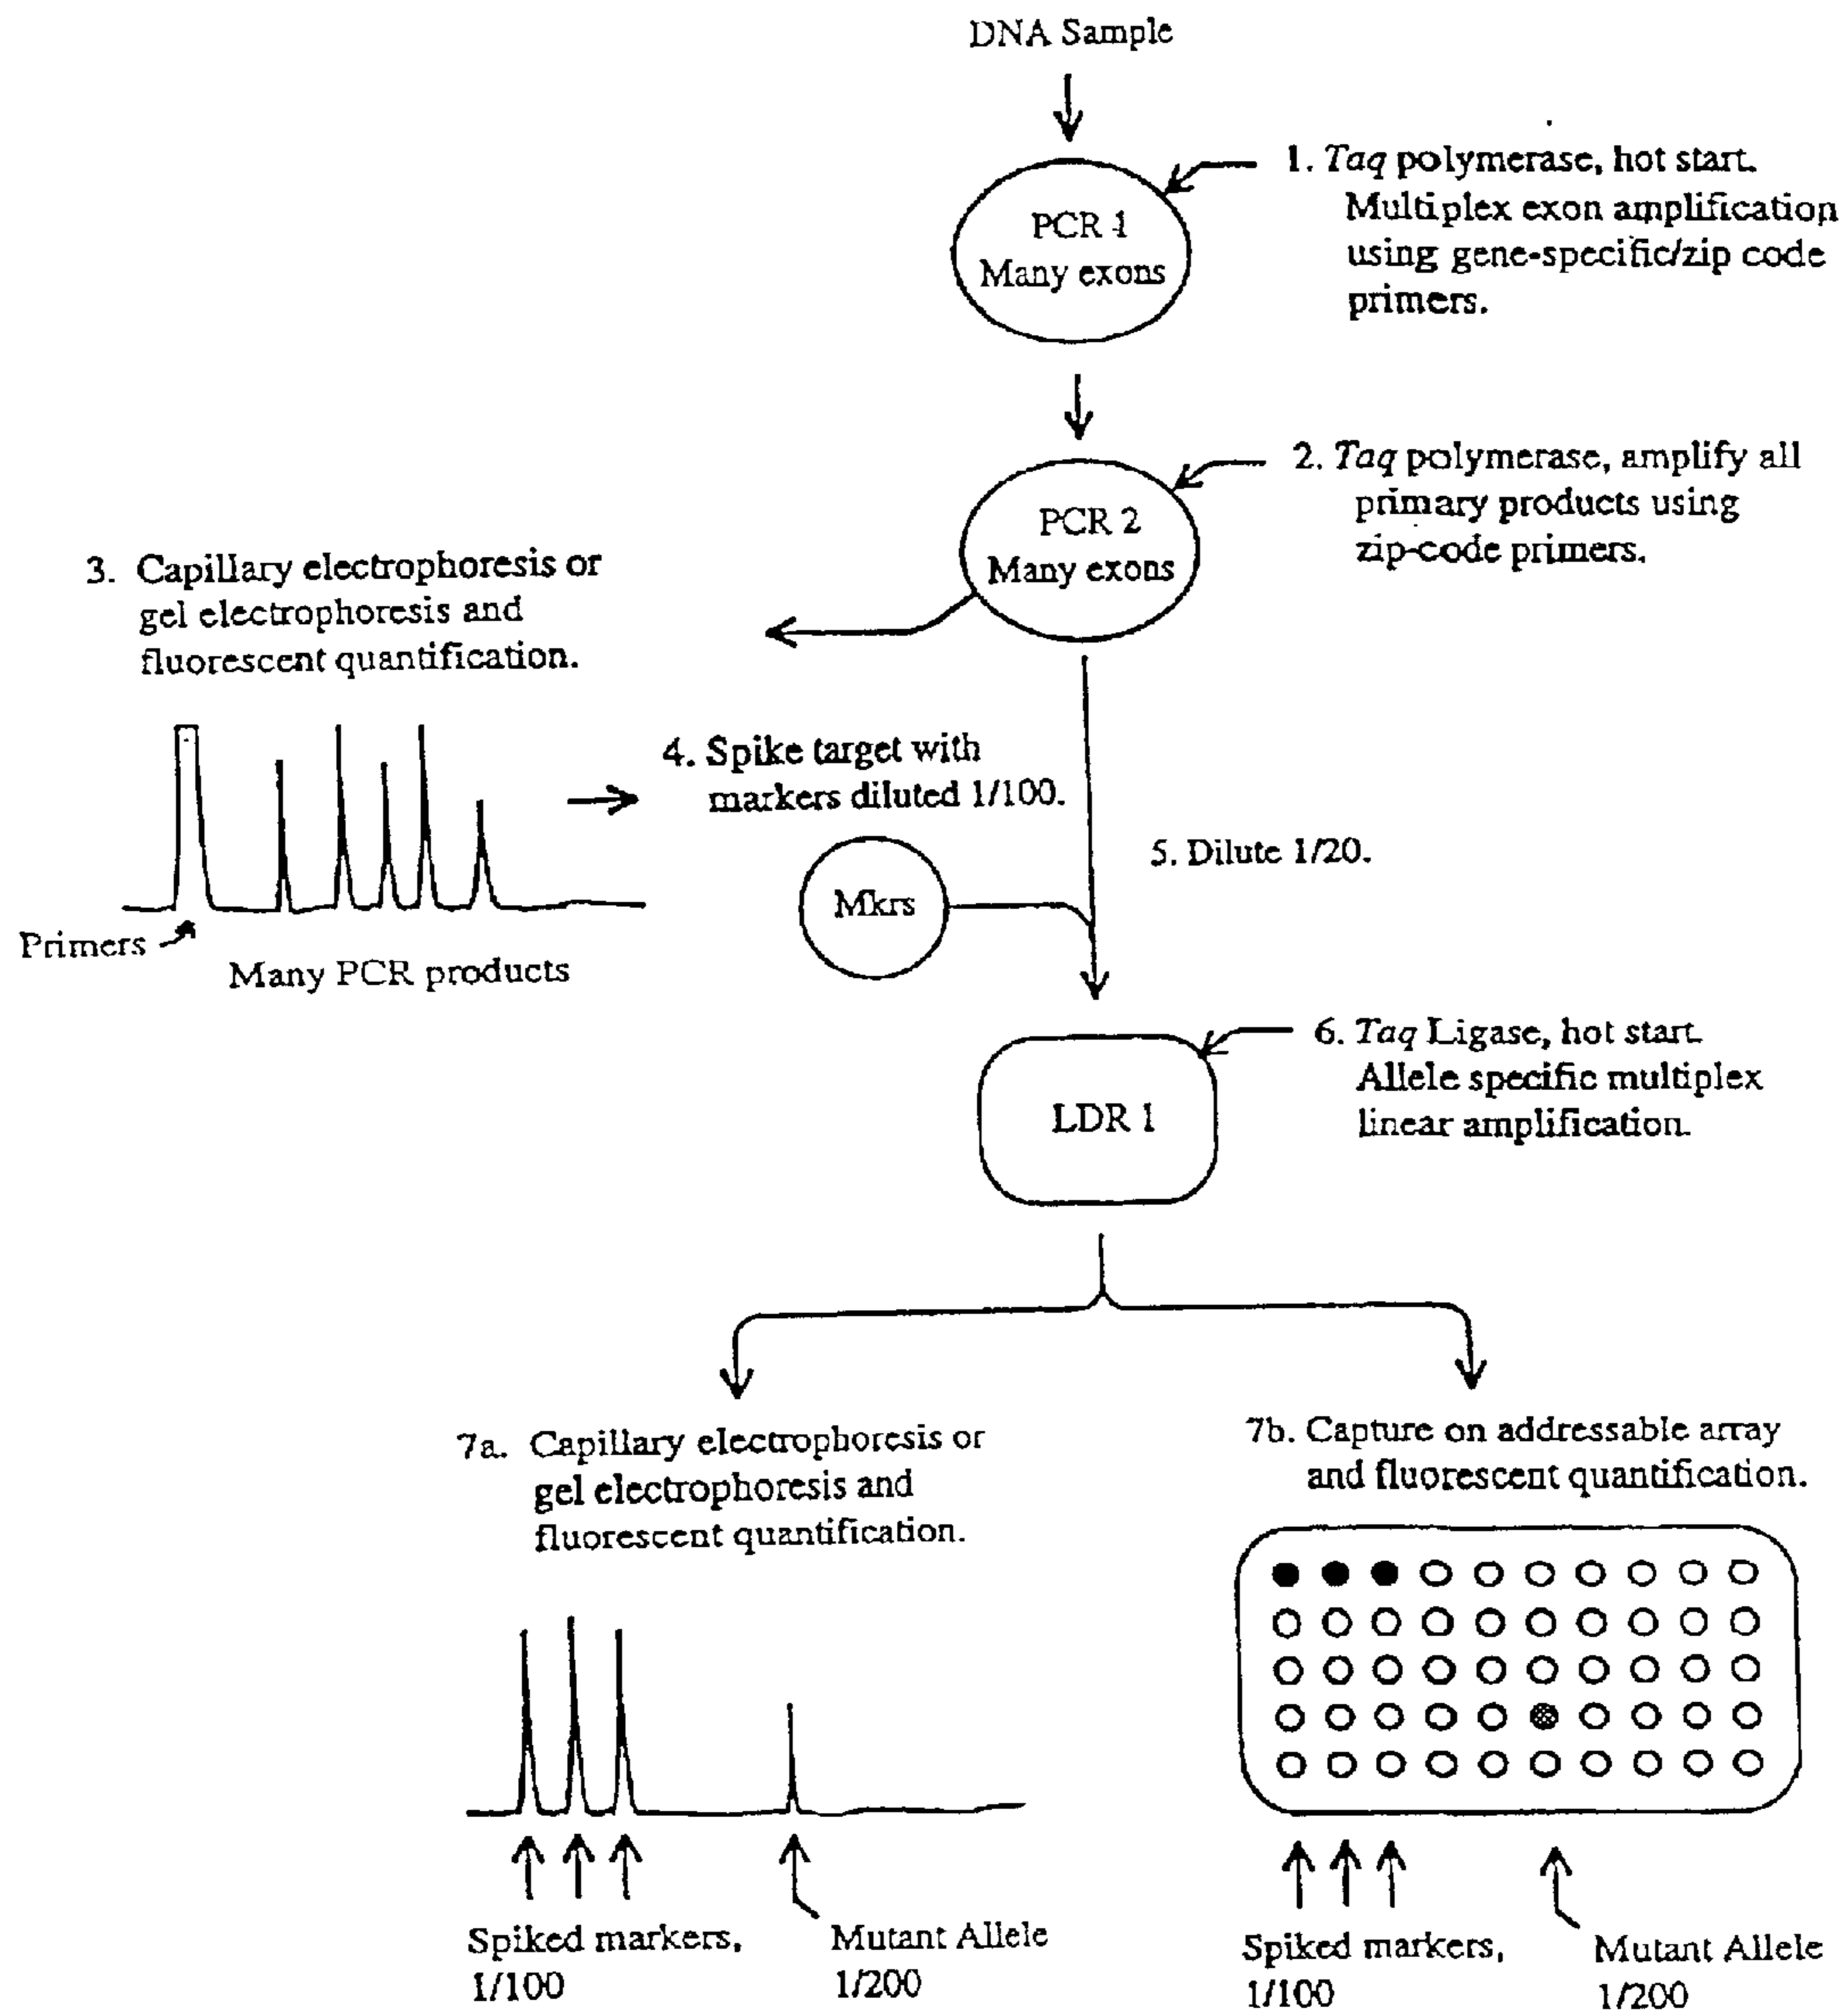 DNA Sample
1. Taq polymerase, hot start.
Multiplex exon amplification
using gene-specific/zip code
primers.
PCR 1
Many exons
2. Taq polymerase, amplify all
primary products using
zip-code primers.
PCR 2
Many exons
3. Capillary electrophoresis or
gel electrophoresis and
fluorescent quantification.
Primers
Many PCR products
4. Spike target with
markers diluted 1/100.
Mkrs
5. Dilute 1/20.
6. Taq Ligase, hot start.
Allele specific multiplex
linear amplification.
LDR 1
7a. Capillary electrophoresis or
gel electrophoresis and
fluorescent quantification.
Spiked markers,
1/100
Mutant Allele
1/200
7b. Capture on addressable array
and fluorescent quantification.
Spiked markers,
1/100
Mutant Allele
1/200